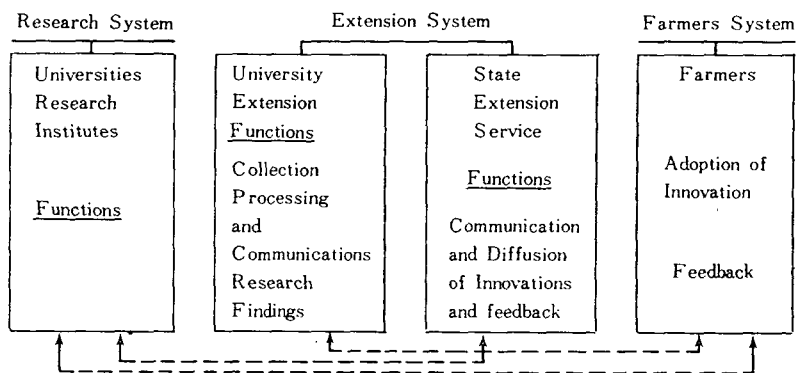 Research System
Extension System
Farmers System
Universities
Research
Institutes
Functions
University
Extension
Functions
Collection
Processing
and
Communications
Research
Findings
State
Extension
Service
Functions
Communication
and Diffusion
of Innovations
and feedback
Farmers
Adoption of
Innovation
Feedback